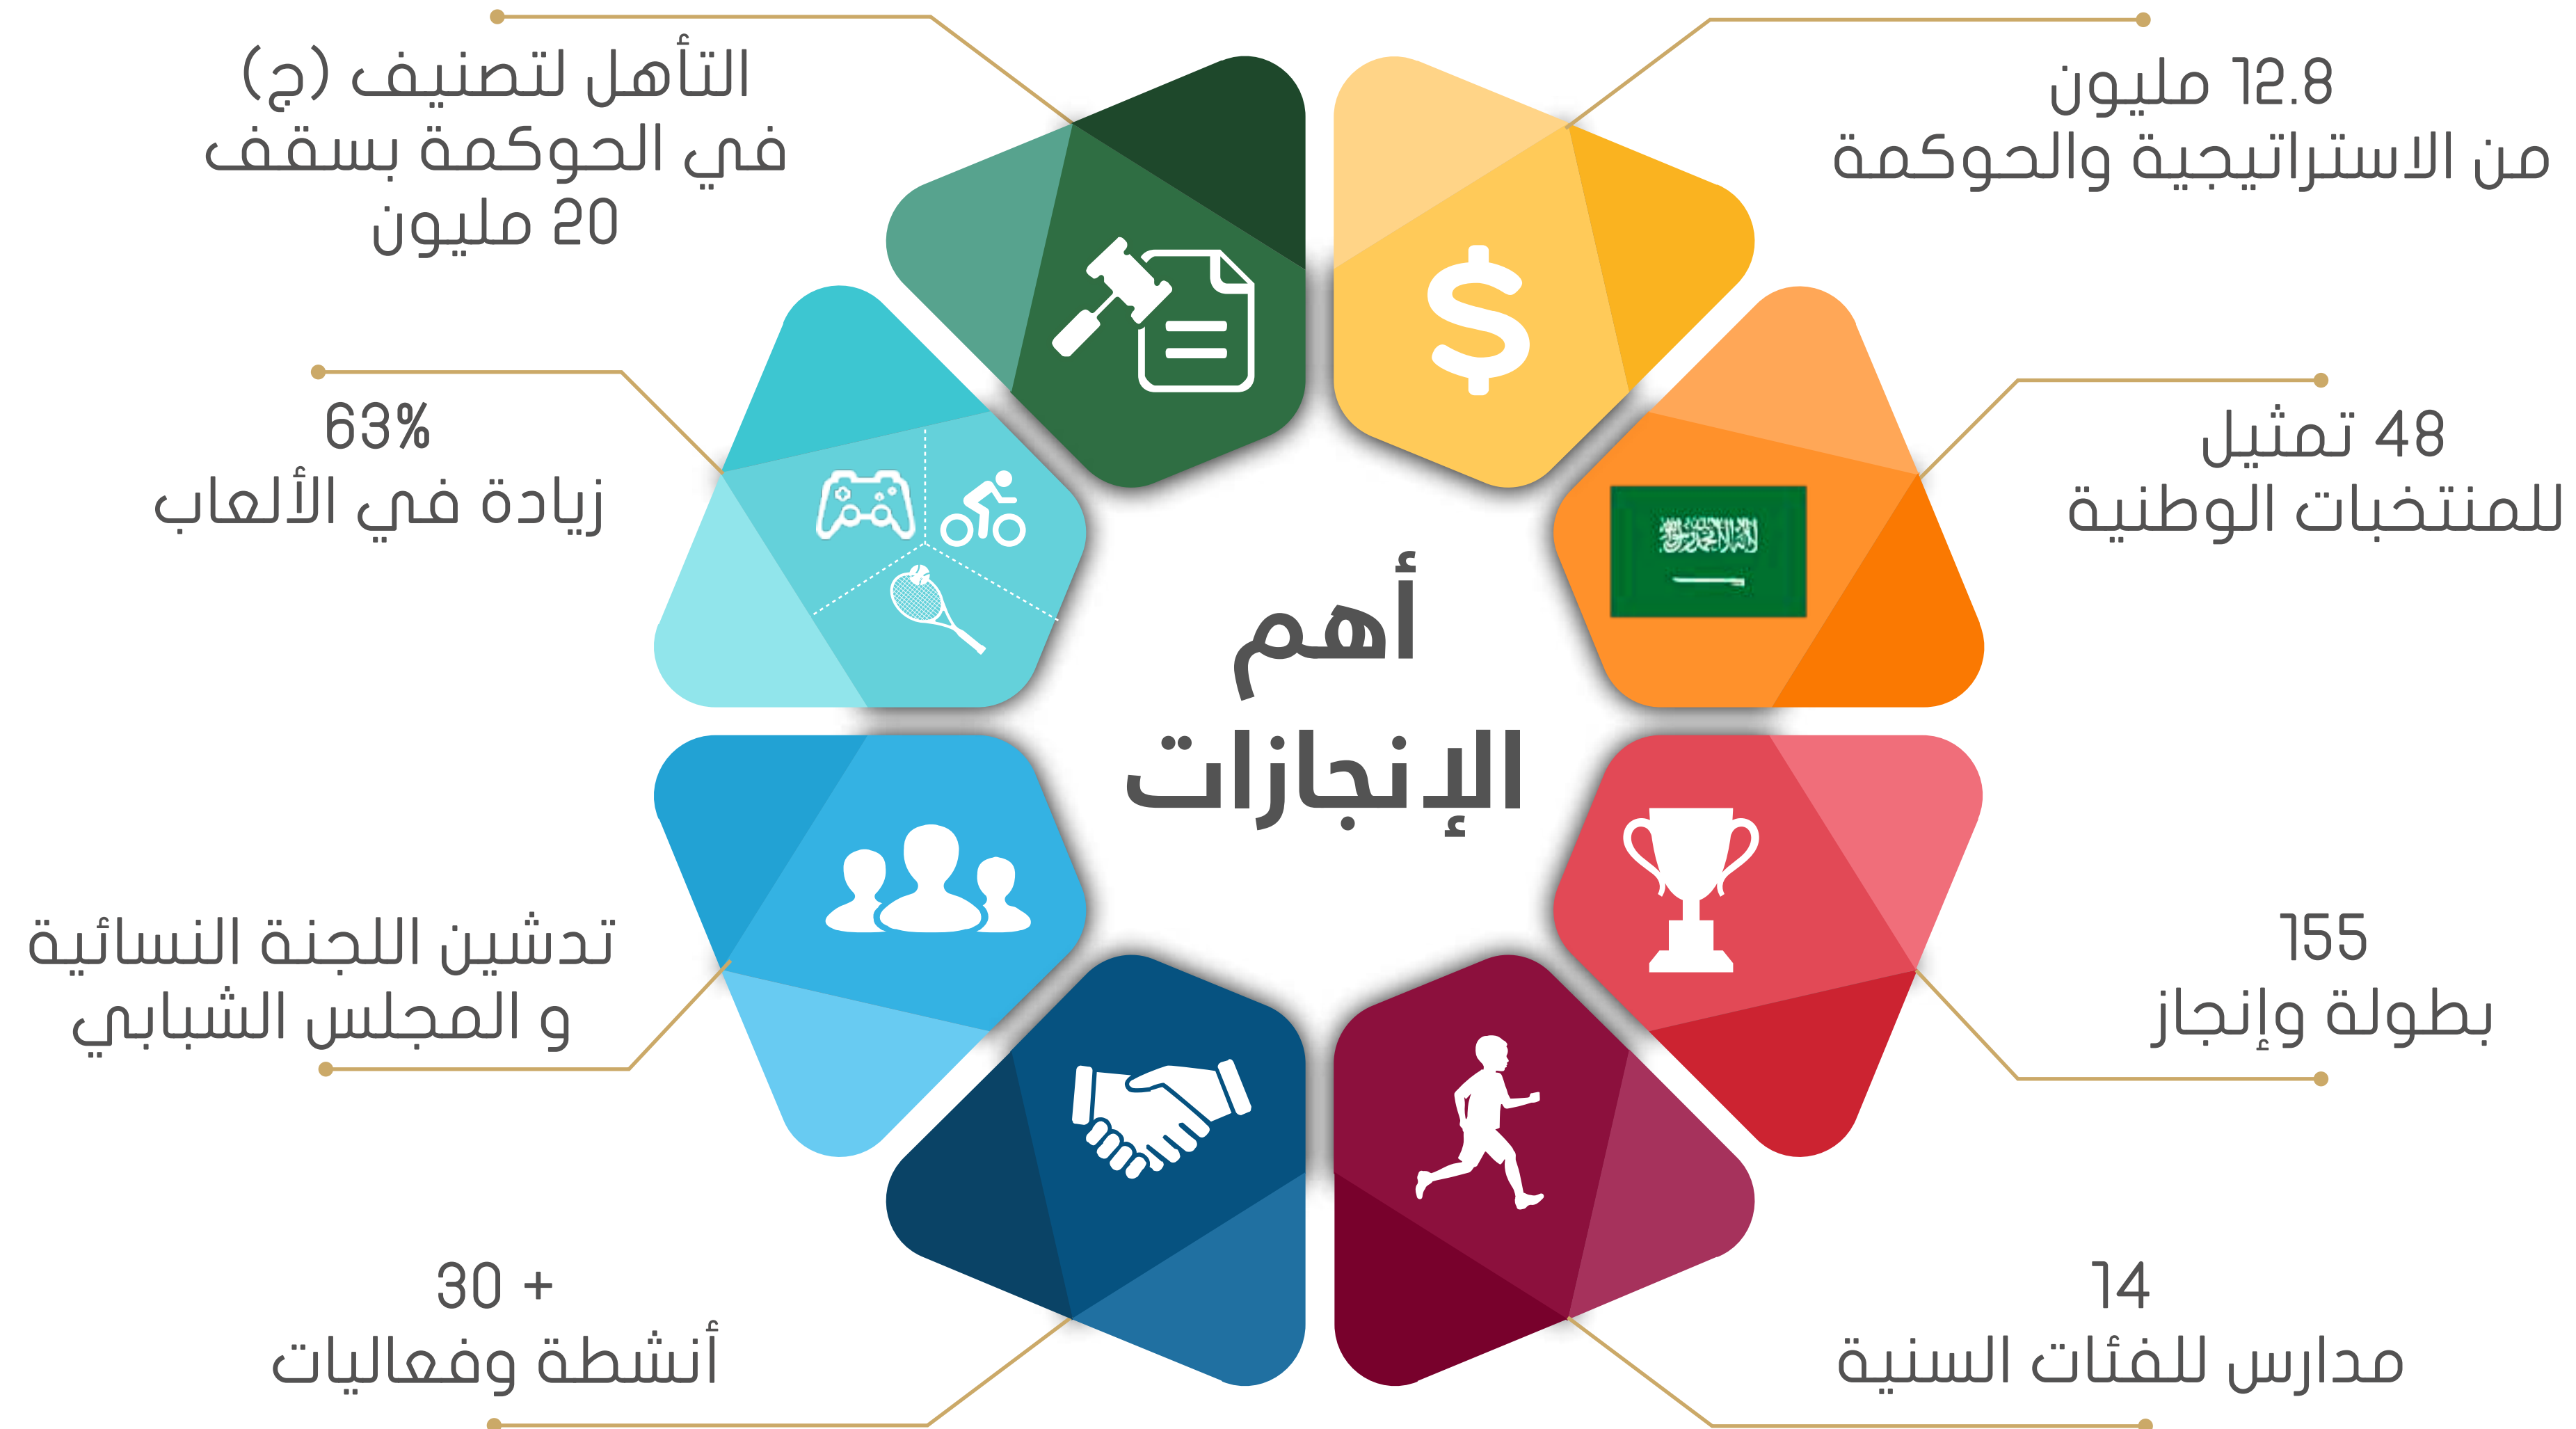 أهم
الإنجازات
12.8 مليون
من الاستراتيجية والحوكمة
48 تمثيل
للمنتخبات الوطنية
155
بطولة وإنجاز
14
مدارس للفئات السنية
التأهل لتصنيف (ج)
في الحوكمة بسقف
20 مليون
63%
زيادة في الألعاب
تدشين اللجنة النسائية
و المجلس الشبابي
30 +
أنشطة وفعاليات